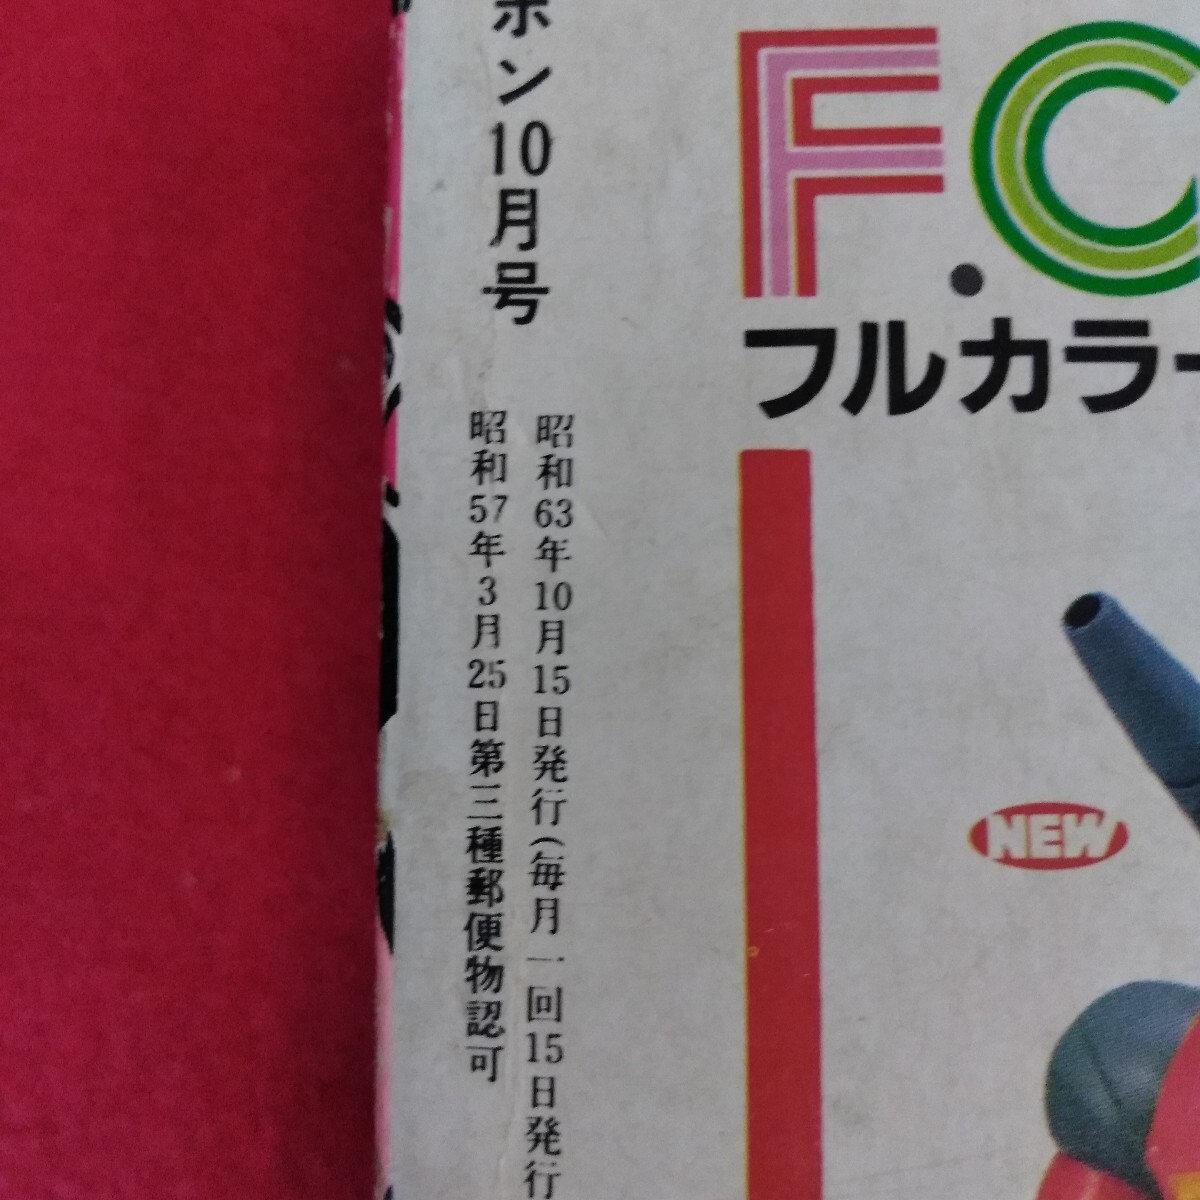 ボン10月号
昭和63年10月15日発行(毎月一回15日発行
昭和57年3月25日第三種郵便物認可
F.C
フルカラー
NEW